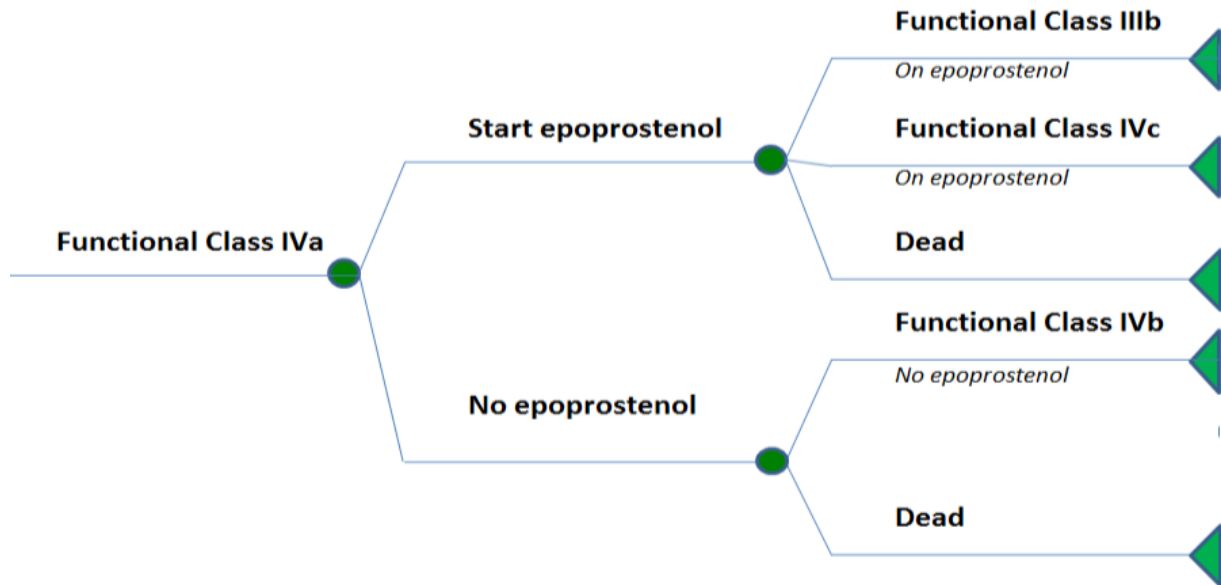 Functional Class IIIb
On epoprostenol
Start epoprostenol
Functional Class IVc
On epoprostenol
Functional Class IVa
Dead
Functional Class IVb
No epoprostenol
No epoprostenol
Dead